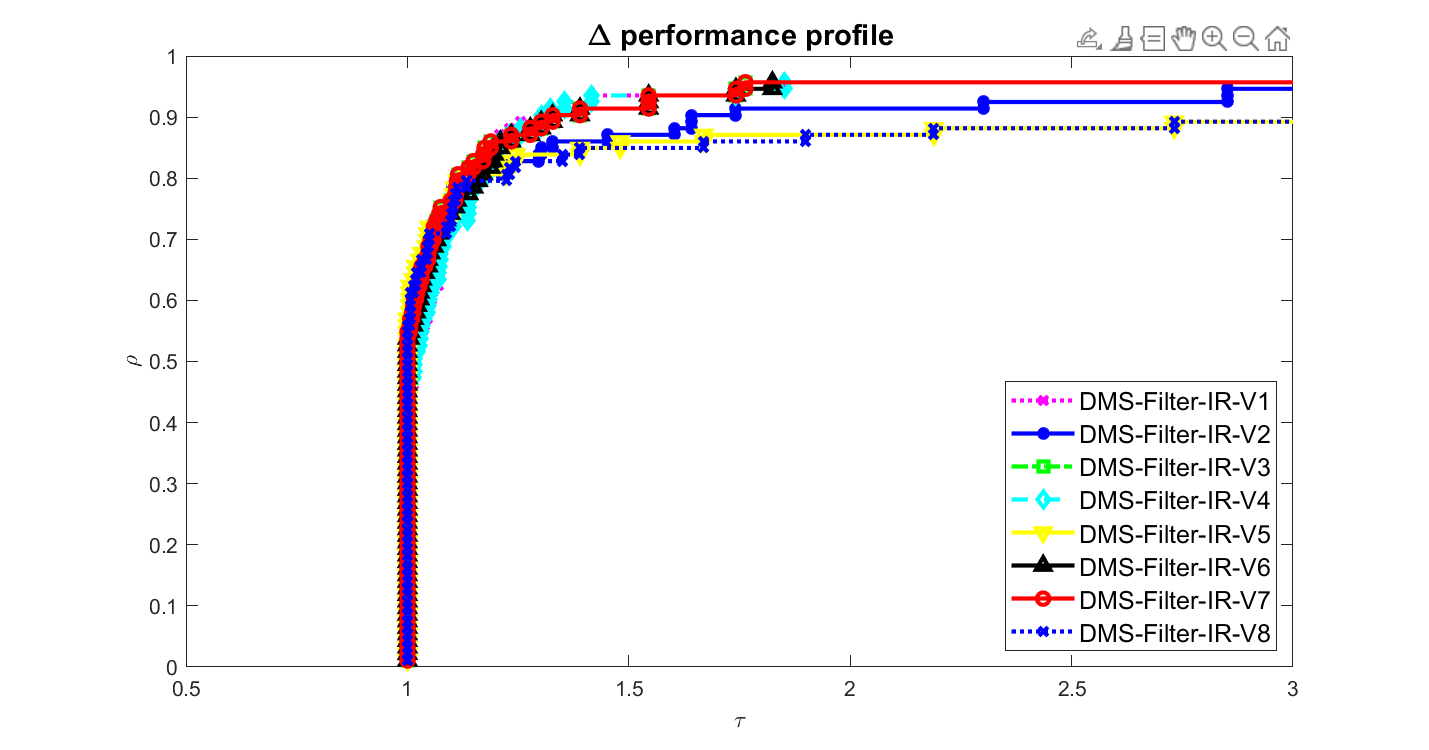 Δ performance profile
1
0.9
0.8
0.7
0.6
0.5
0.4
0.3
0.2
0.1
0
ρ
0.5
1
1.5
2
2.5
3
τ
DMS-Filter-IR-V1
DMS-Filter-IR-V2
DMS-Filter-IR-V3
DMS-Filter-IR-V4
DMS-Filter-IR-V5
DMS-Filter-IR-V6
DMS-Filter-IR-V7
DMS-Filter-IR-V8